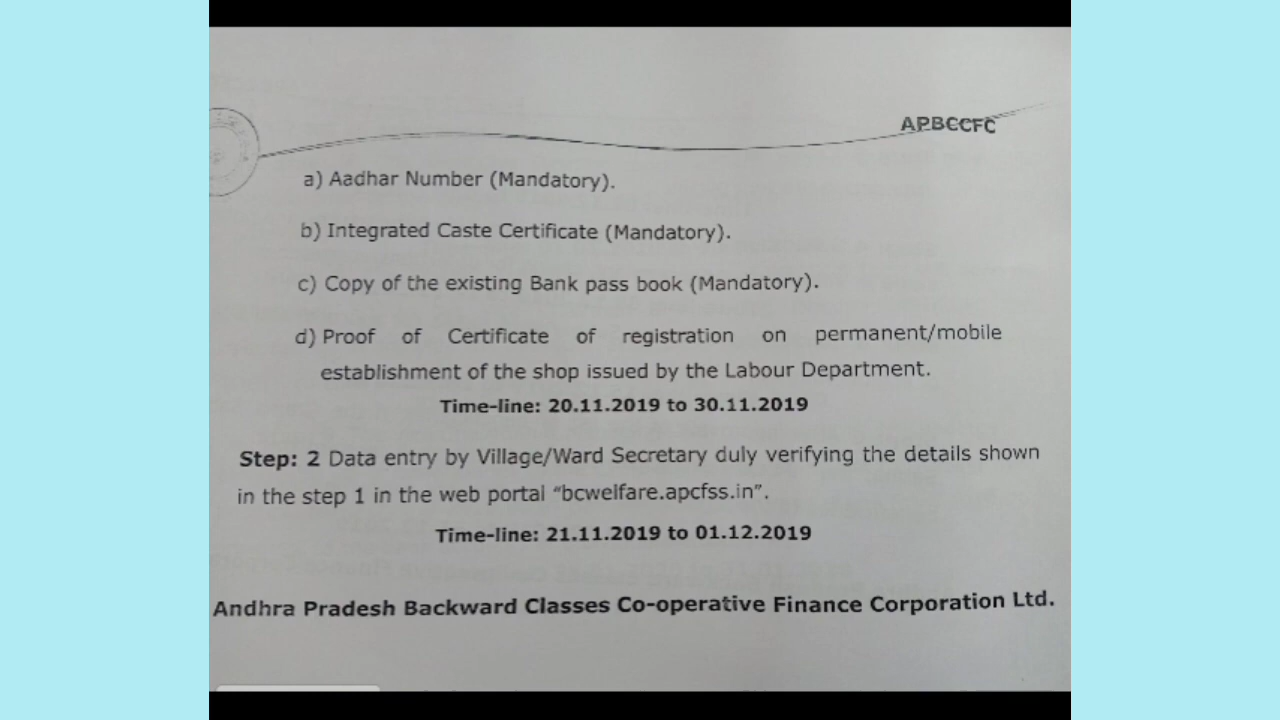 APBCCFC
a) Aadhar Number (Mandatory).
b) Integrated Caste Certificate (Mandatory).
c) Copy of the existing Bank pass book (Mandatory).
d) Proof of Certificate of registration on permanent/mobile
establishment of the shop issued by the Labour Department.
Time-line: 20.11.2019 to 30.11.2019
Step: 2 Data entry by Village/Ward Secretary duly verifying the details shown
in the step 1 in the web portal “bcwelfare.apcfss.in”.
Time-line: 21.11.2019 to 01.12.2019
Andhra Pradesh Backward Classes Co-operative Finance Corporation Ltd.